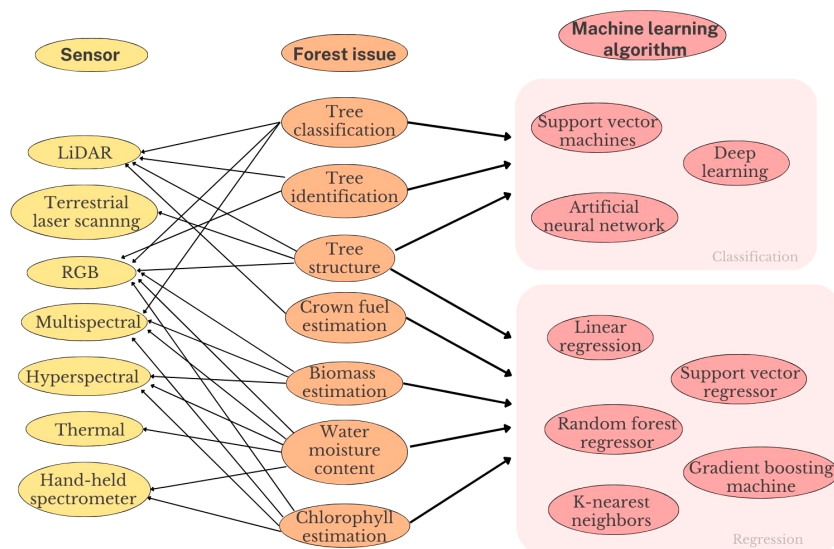 Sensor
Forest issue
Machine learning
algorithm
LiDAR
Terrestrial
laser scannng
RGB
Multispectral
Hyperspectral
Thermal
Hand-held
spectrometer
Tree
classification
Tree
identification
Tree
structure
Crown fuel
estimation
Biomass
estimation
Water
moisture
content
Chlorophyll
estimation
Support vector
machines
Deep
learning
Artificial
neural network
Classification
Linear
regression
Support vector
regressor
Random forest
regressor
Gradient boosting
machine
K-nearest
neighbors
Regression